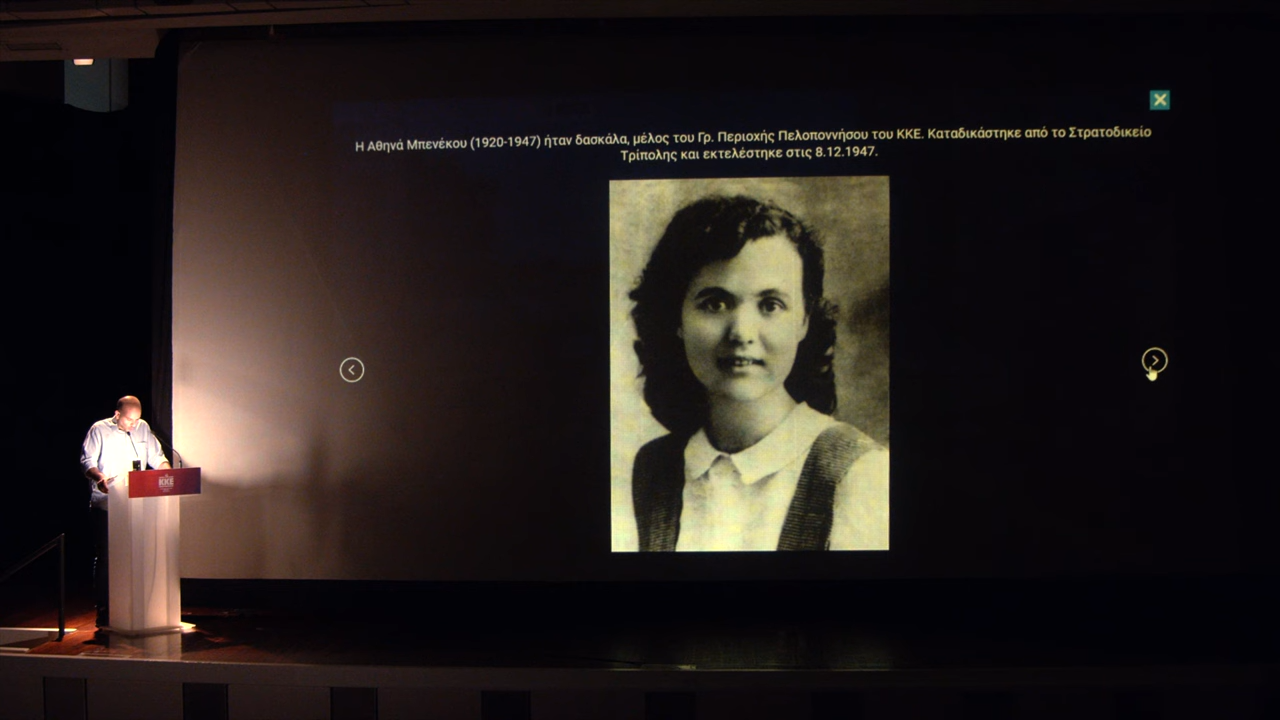 Η Αθηνά Μπενέκου (1920-1947) ήταν δασκάλα, μέλος του Γρ. Περιοχής Πελοποννήσου του ΚΚΕ. Καταδικάστηκε από το Στρατοδικείο
Τρίπολης και εκτελέστηκε στις 8.12.1947.
ΚΚΕ